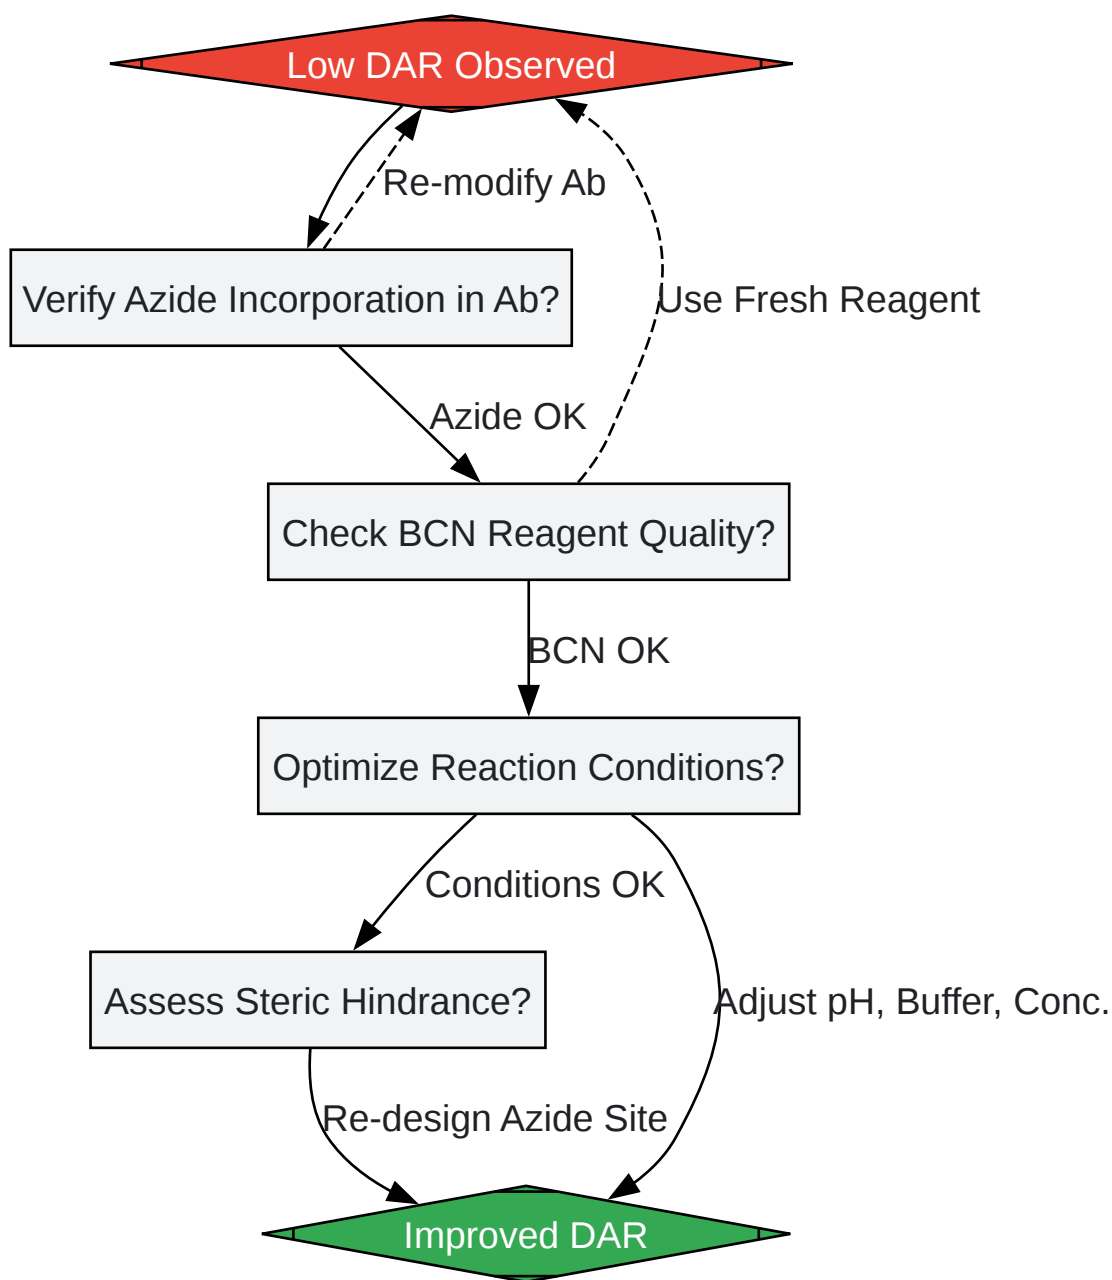 Low DAR Observed
Re-modify Ab
Verify Azide Incorporation in Ab?
Use Fresh Reagent
Azide OK
Check BCN Reagent Quality?
BCN OK
Optimize Reaction Conditions?
Conditions OK
Assess Steric Hindrance?
Adjust pH, Buffer, Conc.
Re-design Azide Site
Improved DAR